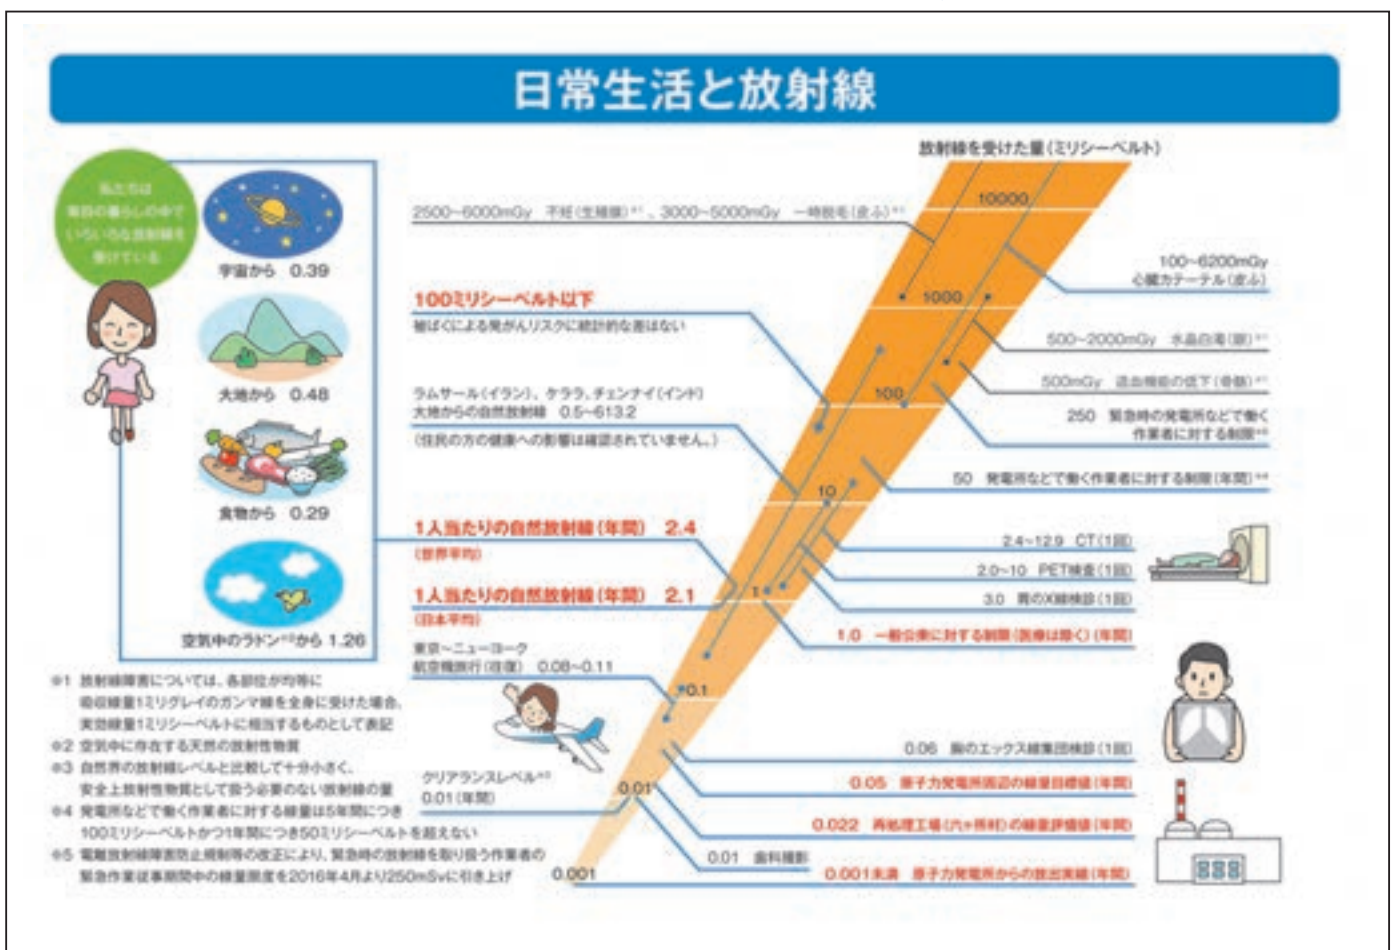 日常生活と放射線
放射線を受けた量(ミリシーベルト)
私たちは
毎日の暮らしの中で
いろいろな放射線を
受けている
宇宙から 0.39
大地から 0.48
食物から 0.29
空気中のラドン※2から 1.26
2500~6000mGy 不妊(生殖腺)※1、3000~5000mGy 一時脱毛(皮ふ)※1
100ミリシーベルト以下
被ばくによる発がんリスクに統計的な差はない
ラムサール(イラン)、ケララ、チェンナイ(インド)
大地からの自然放射線 0.5~613.2
(住民の方の健康への影響は確認されていません。)
1人当たりの自然放射線(年間) 2.4
(世界平均)
1人当たりの自然放射線(年間) 2.1
(日本平均)
東京~ニューヨーク
航空機旅行(往復) 0.08~0.11
クリアランスレベル※3
0.01(年間)
10000
1000
100
10
1
0.1
0.01
0.001
100~6200mGy
心臓カテーテル(皮ふ)
500~2000mGy 水晶白濁(眼)※1
500mGy 造血機能の低下(骨髄)※1
250 緊急時の発電所などで働く
作業者に対する制限※5
50 発電所などで働く作業者に対する制限(年間)※4
2.4~12.9 CT(1回)
2.0~10 PET検査(1回)
3.0 胃のX線検診(1回)
1.0 一般公衆に対する制限(医療は除く)(年間)
0.06 胸のエックス線集団検診(1回)
0.05 原子力発電所周辺の線量目標値(年間)
0.022 再処理工場(六ヶ所村)の線量評価値(年間)
0.01 歯科撮影
0.001未満 原子力発電所からの放出実績(年間)
※1 放射線障害については、各部位が均等に
吸収線量1ミリグレイのガンマ線を全身に受けた場合、
実効線量1ミリシーベルトに相当するものとして表記
※2 空気中に存在する天然の放射性物質
※3 自然界の放射線レベルと比較して十分小さく、
安全上放射性物質として扱う必要のない放射線の量
※4 発電所などで働く作業者に対する線量は5年間につき
100ミリシーベルトかつ1年間につき50ミリシーベルトを超えない
※5 電離放射線障害防止規制等の改正により、緊急時の放射線を取り扱う作業者の
緊急作業従事期間中の線量限度を2016年4月より250mSvに引き上げ